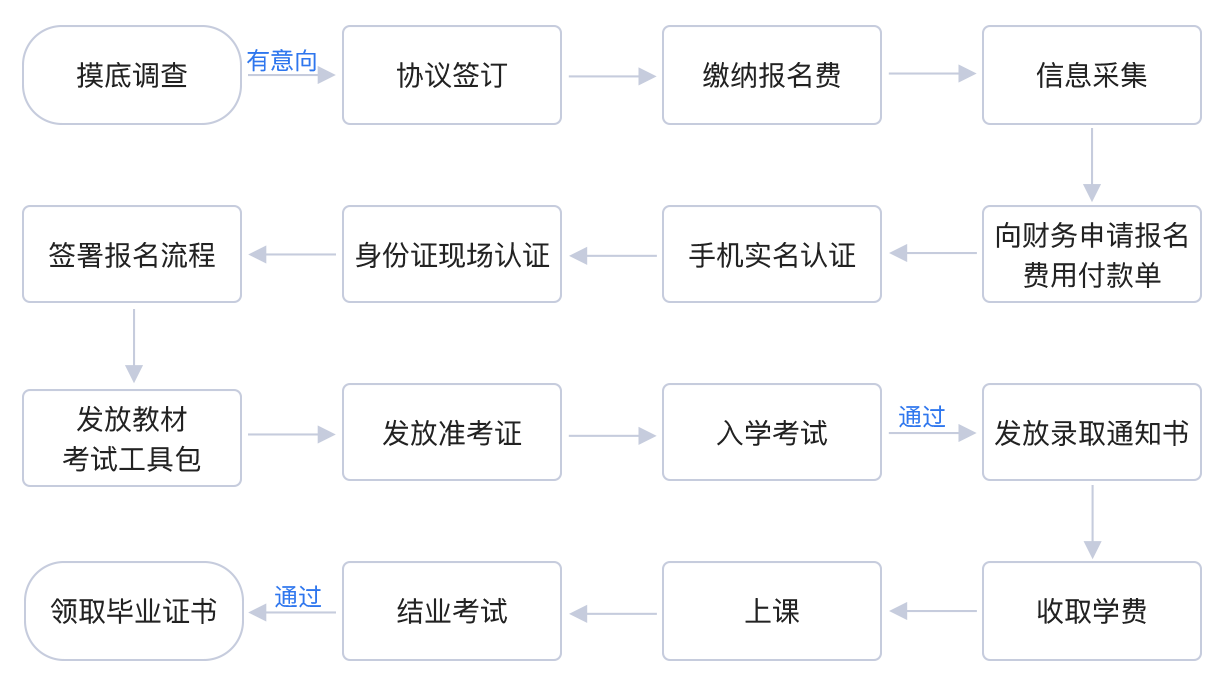 摸底调查
有意向
协议签订
缴纳报名费
信息采集
向财务申请报名
费用付款单
手机实名认证
身份证现场认证
签署报名流程
发放教材
考试工具包
发放准考证
入学考试
通过
发放录取通知书
收取学费
上课
结业考试
通过
领取毕业证书